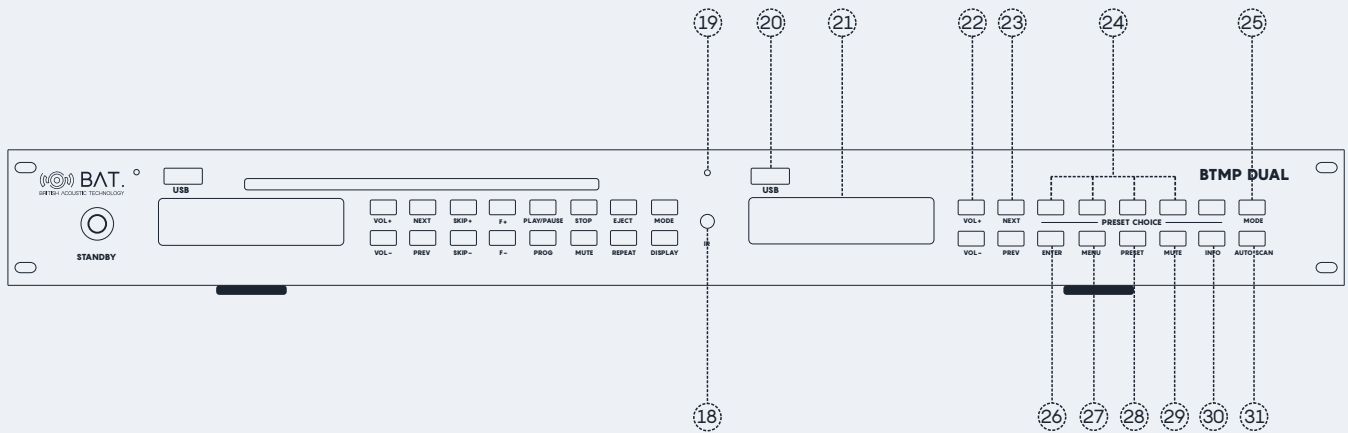 19 20 21 22 23 24 25
BAT.
BRITISH ACOUSTIC TECHNOLOGY
USB
USB
BTMP DUAL
VOL+ NEXT SKIP+ F+ PLAY/PAUSE STOP EJECT MODE
VOL+ NEXT PRESET CHOICE MODE
STANDBY
VOL- PREV SKIP- F- PROG MUTE REPEAT DISPLAY
IR
VOL- PREV ENTER MENU PRESET MUTE INFO AUTO SCAN
18 26 27 28 29 30 31